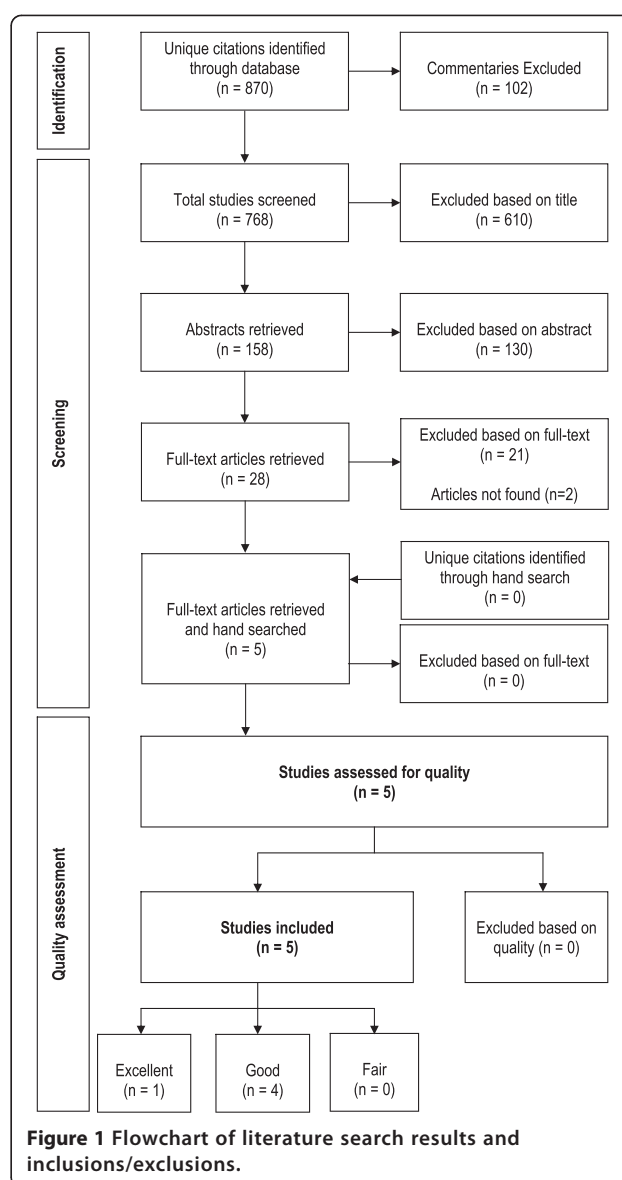 Identification
Unique citations identified
through database
(n = 870)
Commentaries Excluded
(n = 102)
Screening
Total studies screened
(n = 768)
Excluded based on title
(n = 610)
Abstracts retrieved
(n = 158)
Excluded based on abstract
(n = 130)
Full-text articles retrieved
(n = 28)
Excluded based on full-text
(n = 21)
Articles not found (n=2)
Full-text articles retrieved
and hand searched
(n = 5)
Unique citations identified
through hand search
(n = 0)
Excluded based on full-text
(n = 0)
Quality assessment
Studies assessed for quality
(n = 5)
Studies included
(n = 5)
Excluded based on
quality (n = 0)
Excellent
(n = 1)
Good
(n = 4)
Fair
(n = 0)
Figure 1 Flowchart of literature search results and
inclusions/exclusions.